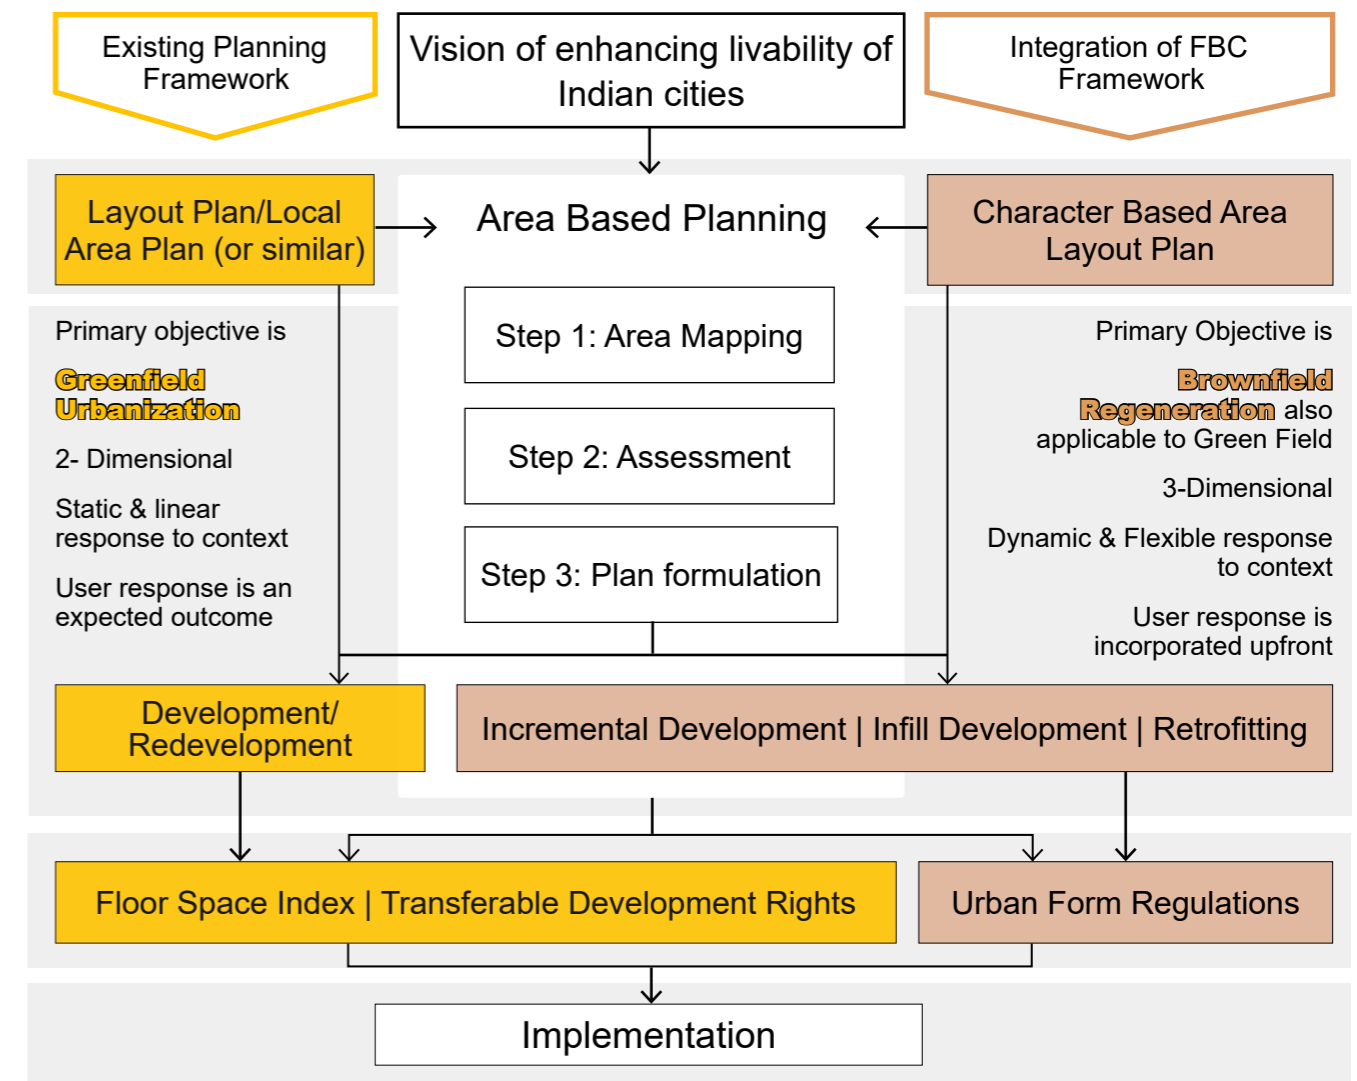 Existing Planning
Framework
Vision of enhancing livability of
Indian cities
Integration of FBC
Framework
Layout Plan/Local
Area Plan (or similar)
Area Based Planning
Character Based Area
Layout Plan
Primary objective is
Greenfield
Urbanization
2- Dimensional
Static & linear
response to context
User response is an
expected outcome
Step 1: Area Mapping
Step 2: Assessment
Step 3: Plan formulation
Primary Objective is
Brownfield
Regeneration also
applicable to Green Field
3-Dimensional
Dynamic & Flexible response
to context
User response is
incorporated upfront
Development/
Redevelopment
Incremental Development | Infill Development | Retrofitting
Floor Space Index | Transferable Development Rights
Urban Form Regulations
Implementation